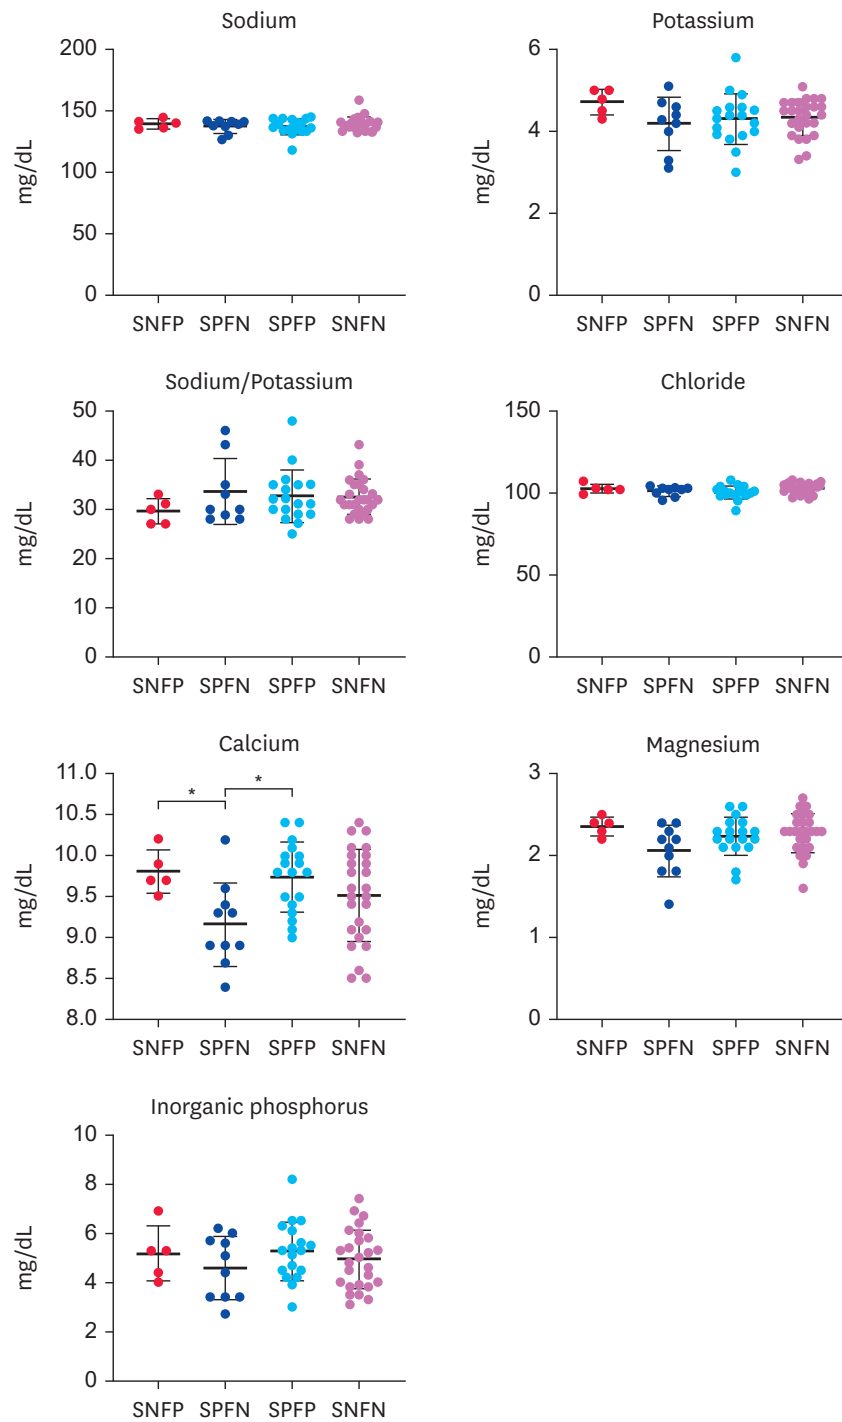 Sodium
200
150
100
50
0
mg/dL
SNFP SPFN SPFP SNFN
Potassium
6
4
2
0
mg/dL
SNFP SPFN SPFP SNFN
Sodium/Potassium
50
40
30
20
10
0
mg/dL
SNFP SPFN SPFP SNFN
Chloride
150
100
50
0
mg/dL
SNFP SPFN SPFP SNFN
Calcium
11.0
10.5
10.0
9.5
9.0
8.5
8.0
mg/dL
* *
SNFP SPFN SPFP SNFN
Magnesium
3
2
1
0
mg/dL
SNFP SPFN SPFP SNFN
Inorganic phosphorus
10
8
6
4
2
0
mg/dL
SNFP SPFN SPFP SNFN